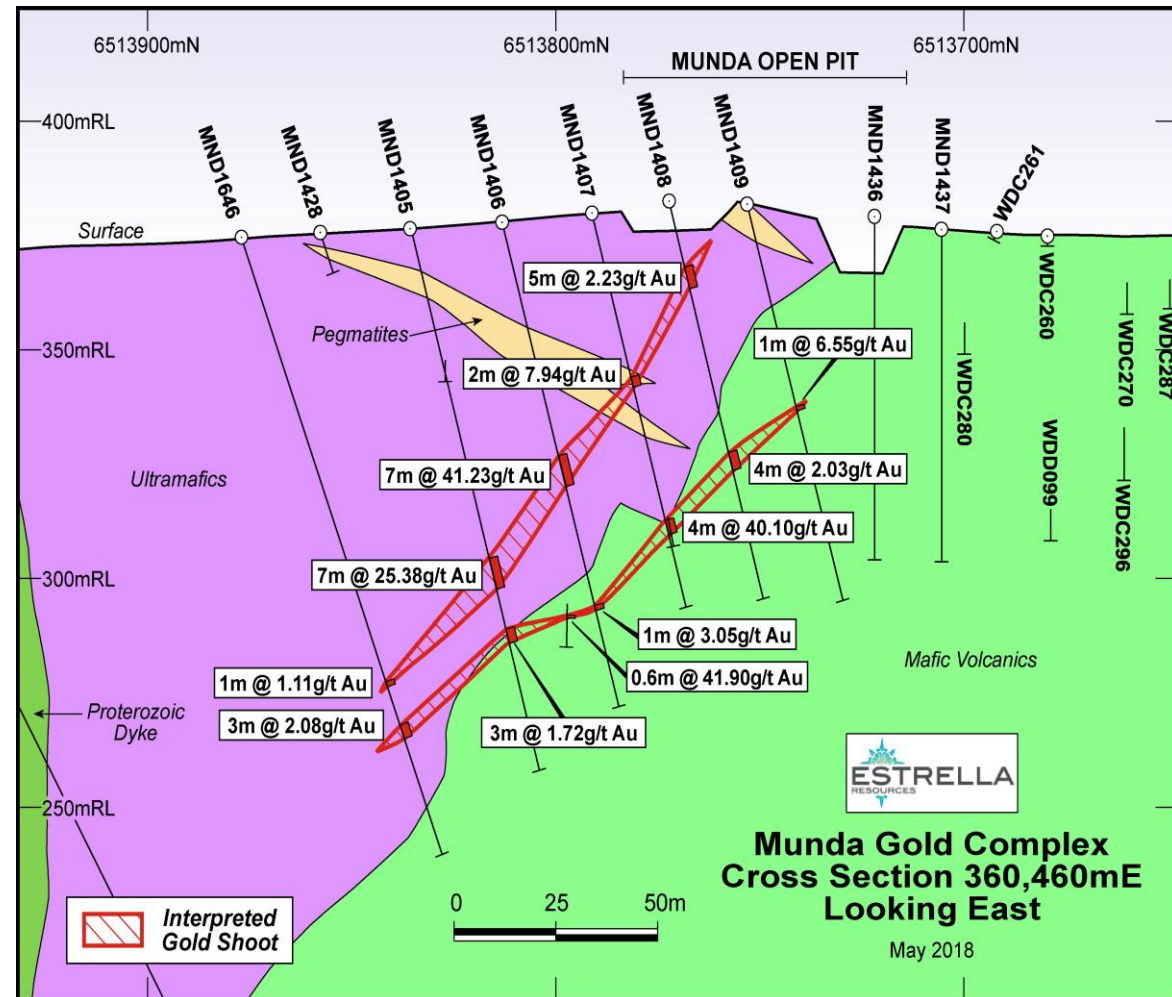 6513900mN
6513800mN
6513700mN
MUNDA OPEN PIT
400mRL
MND1646
MND1428
MND1405
MND1406
MND1407
MND1408
MND1409
MND1436
MND1437
WDC261
Surface
5m @ 2.23g/t Au
WDC260
WDC270
WDC287
Pegmatites
1m @ 6.55g/t Au
350mRL
2m @ 7.94g/t Au
WDC280
7m @ 41.23g/t Au
4m @ 2.03g/t Au
WDD099
WDC296
Ultramafics
4m @ 40.10g/t Au
7m @ 25.38g/t Au
300mRL
1m @ 3.05g/t Au
Mafic Volcanics
0.6m @ 41.90g/t Au
1m @ 1.11g/t Au
Proterozoic
Dyke
3m @ 2.08g/t Au
3m @ 1.72g/t Au
ESTRELLA
RESOURCES
250mRL
Munda Gold Complex
Cross Section 360,460mE
Looking East
May 2018
0 25 50m
Interpreted
Gold Shoot